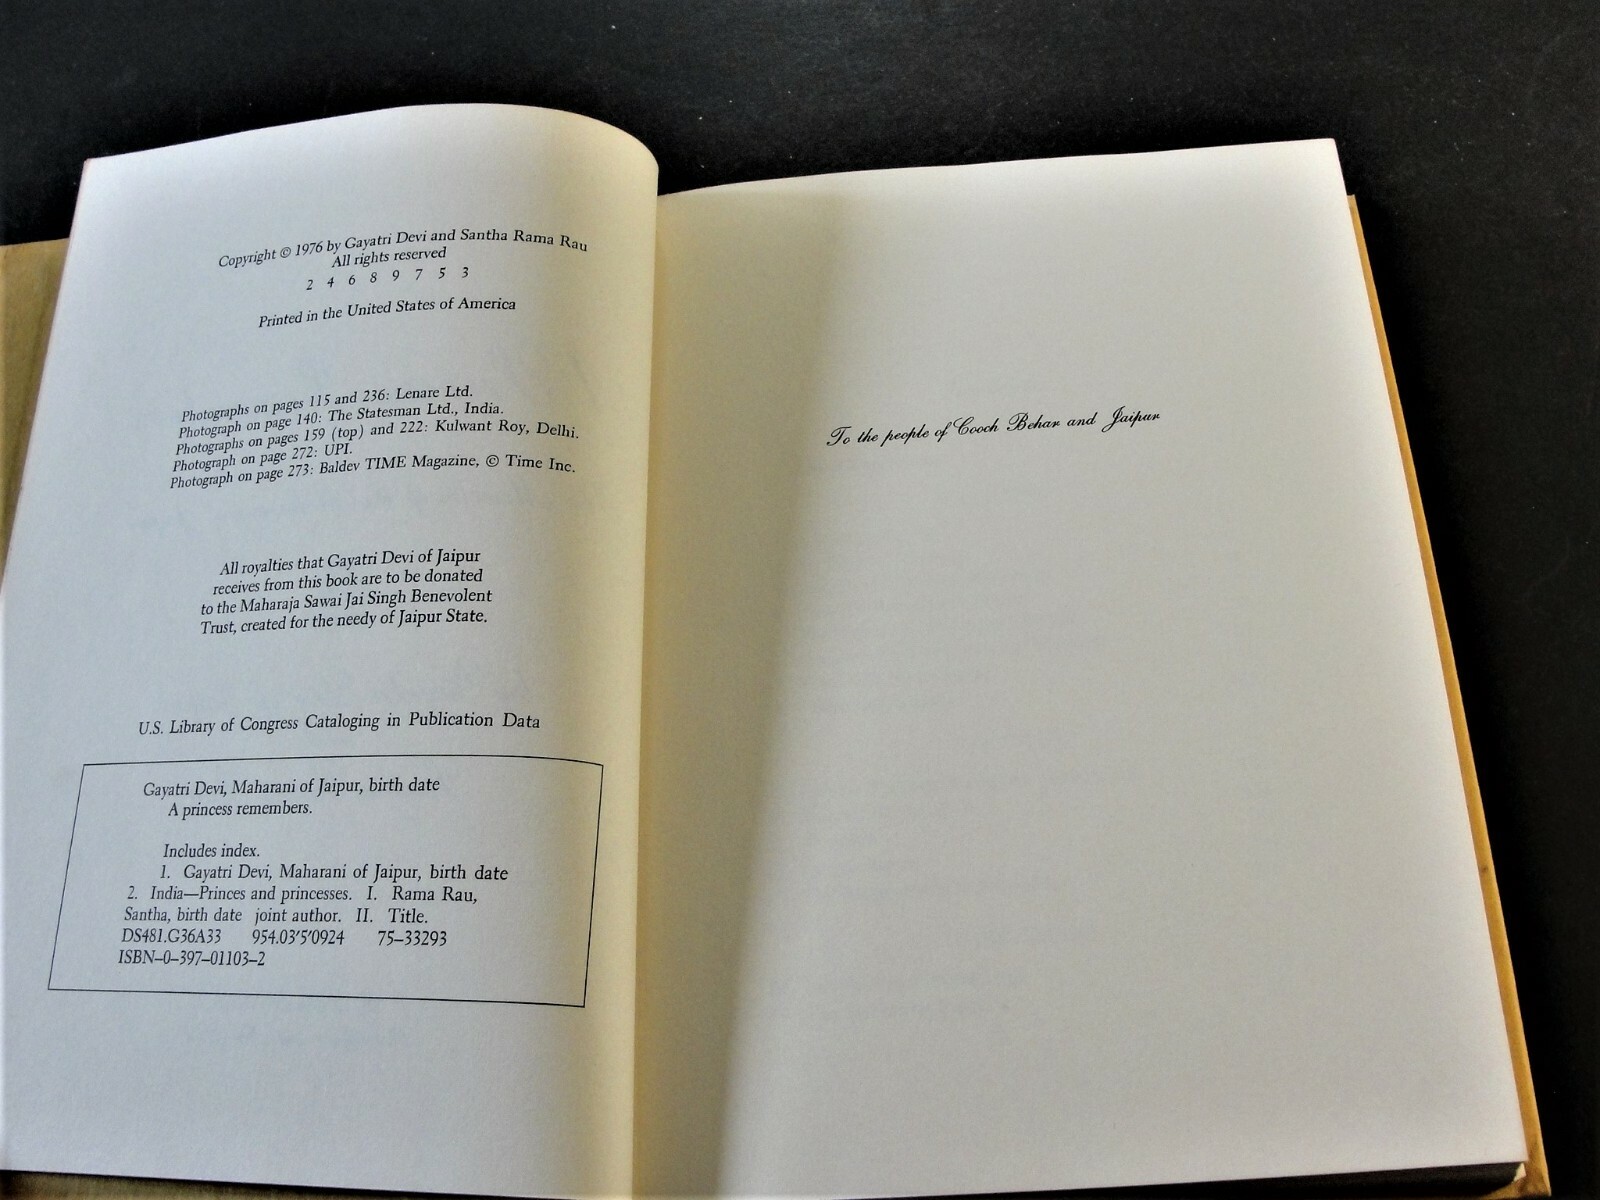 Copyright © 1976 by Gayatri Devi and Santha Rama Rau
All rights reserved
2 4 6 8 9 7 5 3
Printed in the United States of America
Photographs on pages 115 and 236: Lenare Ltd.
Photograph on page 140: The Statesman Ltd., India.
Photographs on pages 159 (top) and 222: Kulwant Roy, Delhi.
Photograph on page 272: UPI.
Photograph on page 273: Baldev TIME Magazine, © Time Inc.
All royalties that Gayatri Devi of Jaipur
receives from this book are to be donated
to the Maharaja Sawai Jai Singh Benevolent
Trust, created for the needy of Jaipur State.
U.S. Library of Congress Cataloging in Publication Data
Gayatri Devi, Maharani of Jaipur, birth date
A princess remembers.
Includes index.
1. Gayatri Devi, Maharani of Jaipur, birth date
2. India—Princes and princesses. I. Rama Rau,
Santha, birth date joint author. II. Title.
DS481.G36A33 954.03'5'0924 75–33293
ISBN–0–397–01103–2
To the people of Cooch Behar and Jaipur